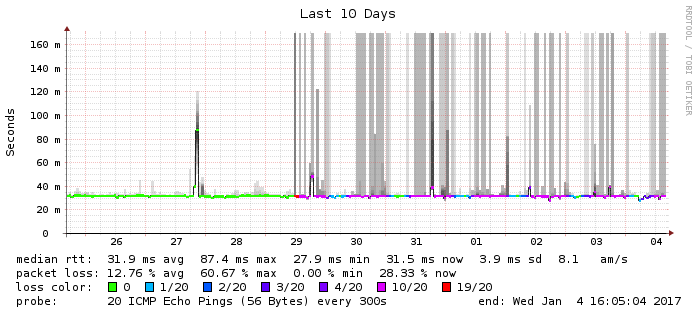 Last 10 Days
RRDTOOL / TOBI OETIKER
Seconds
160 m
140 m
120 m
100 m
80 m
60 m
40 m
20 m
0
26 27 28 29 30 31 01 02 03 04
median rtt: 31.9 ms avg 87.4 ms max 27.9 ms min 31.5 ms now 3.9 ms sd 8.1 am/s
packet loss: 12.76 % avg 60.67 % max 0.00 % min 28.33 % now
loss color: 0 1/20 2/20 3/20 4/20 10/20 19/20
probe: 20 ICMP Echo Pings (56 Bytes) every 300s end: Wed Jan 4 16:05:04 2017